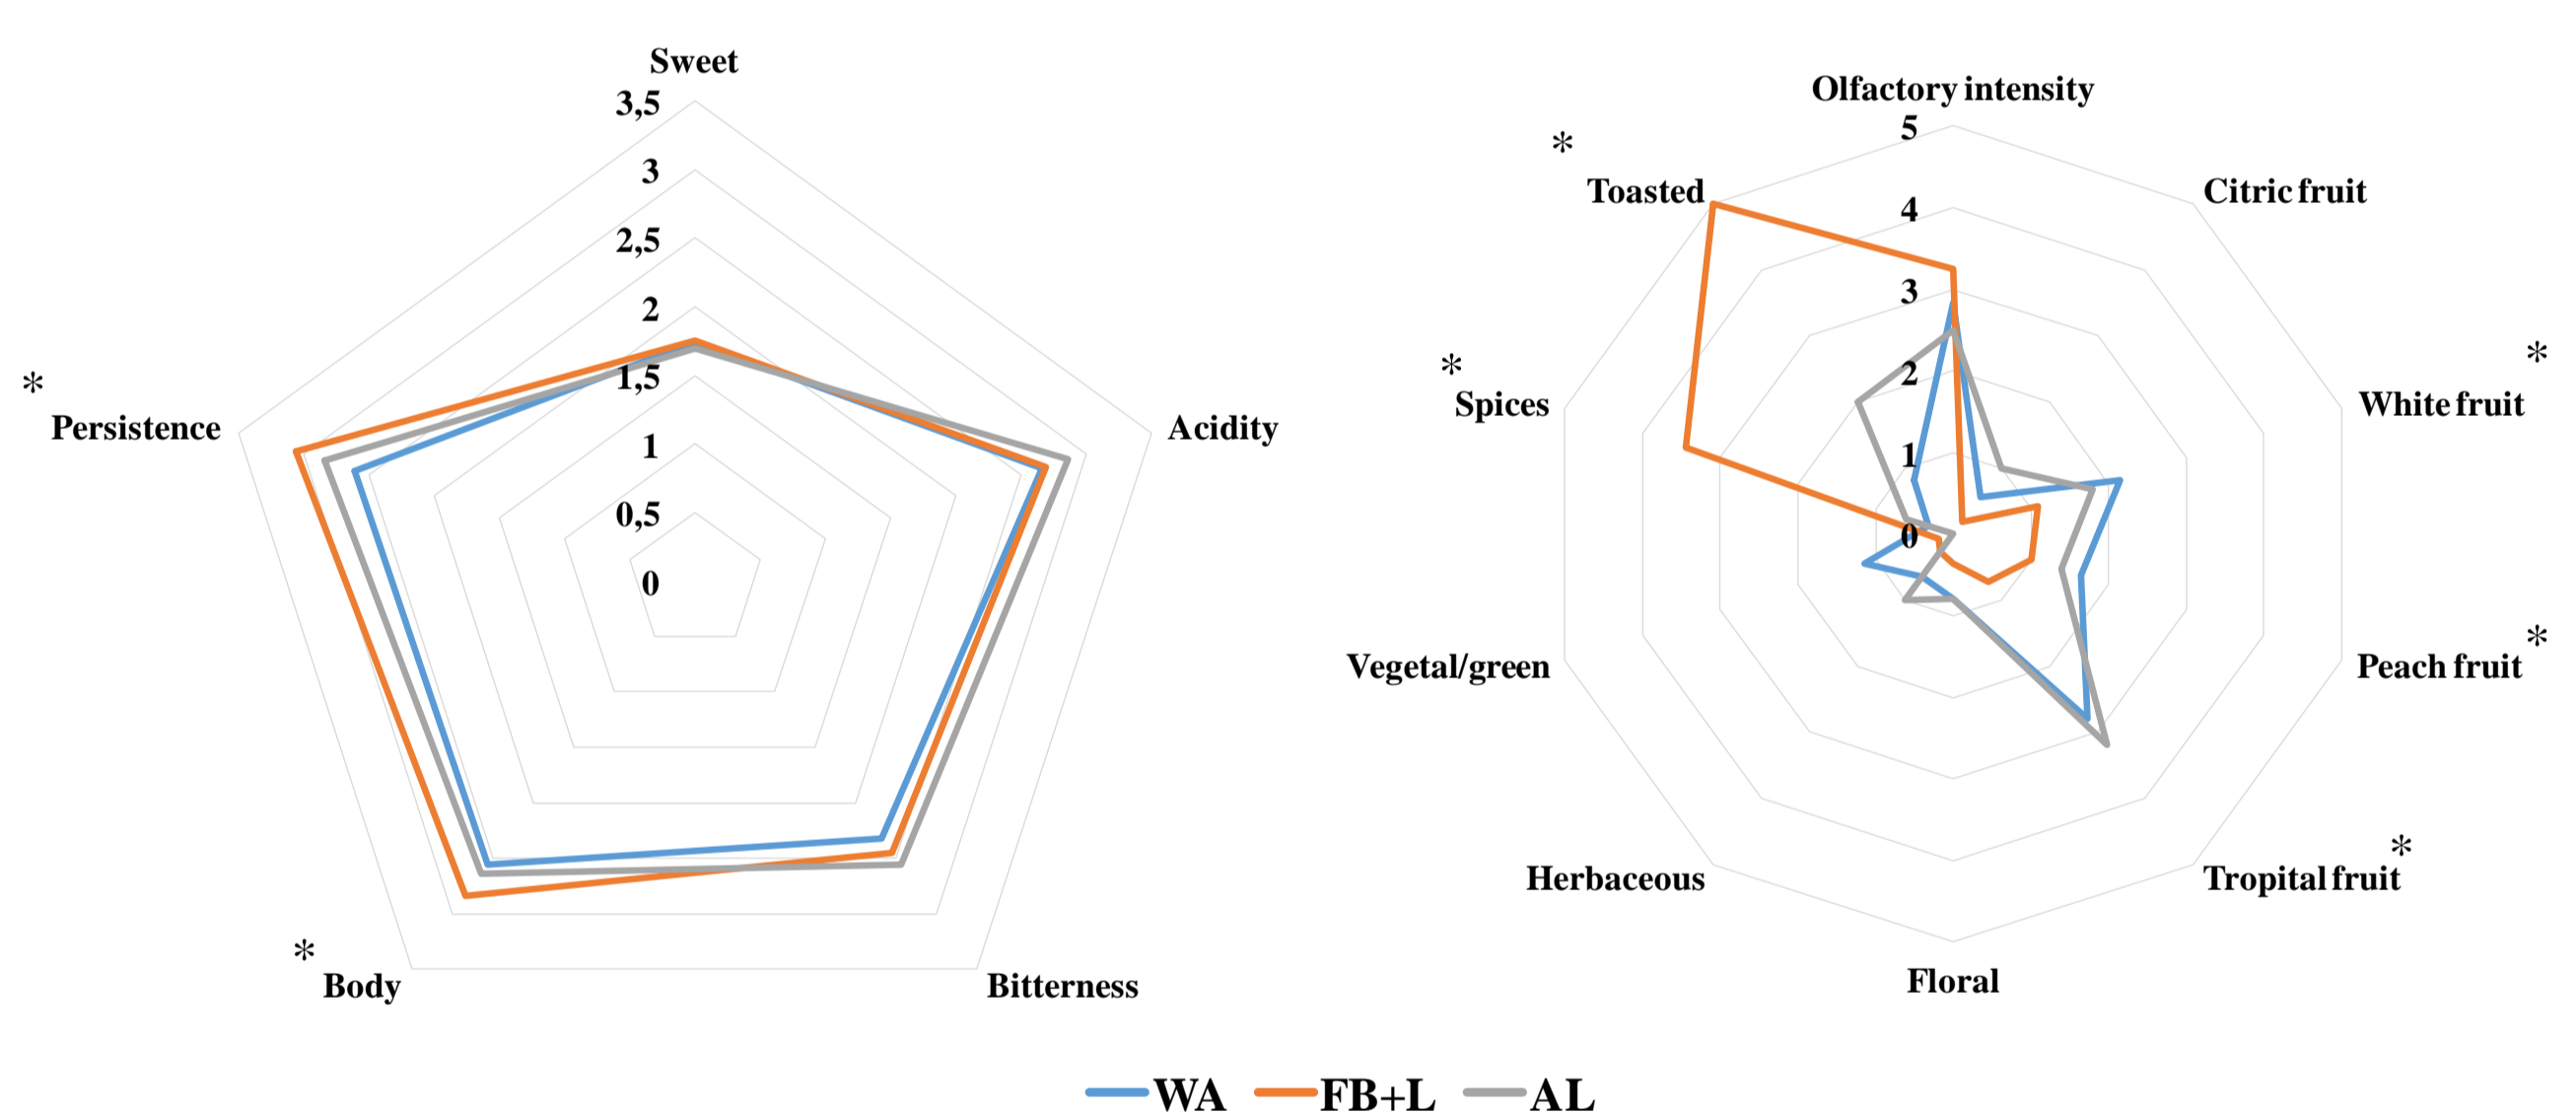 Sweet
3,5
3
2,5
2
1,5
1
0,5
0
Acidity
Bitterness
* Body
* Persistence
Olfactory intensity
5
4
3
2
1
0
Citric fruit
White fruit *
Peach fruit *
Tropital fruit *
Floral
Herbaceous
Vegetal/green
* Spices
* Toasted
WA FB+L AL